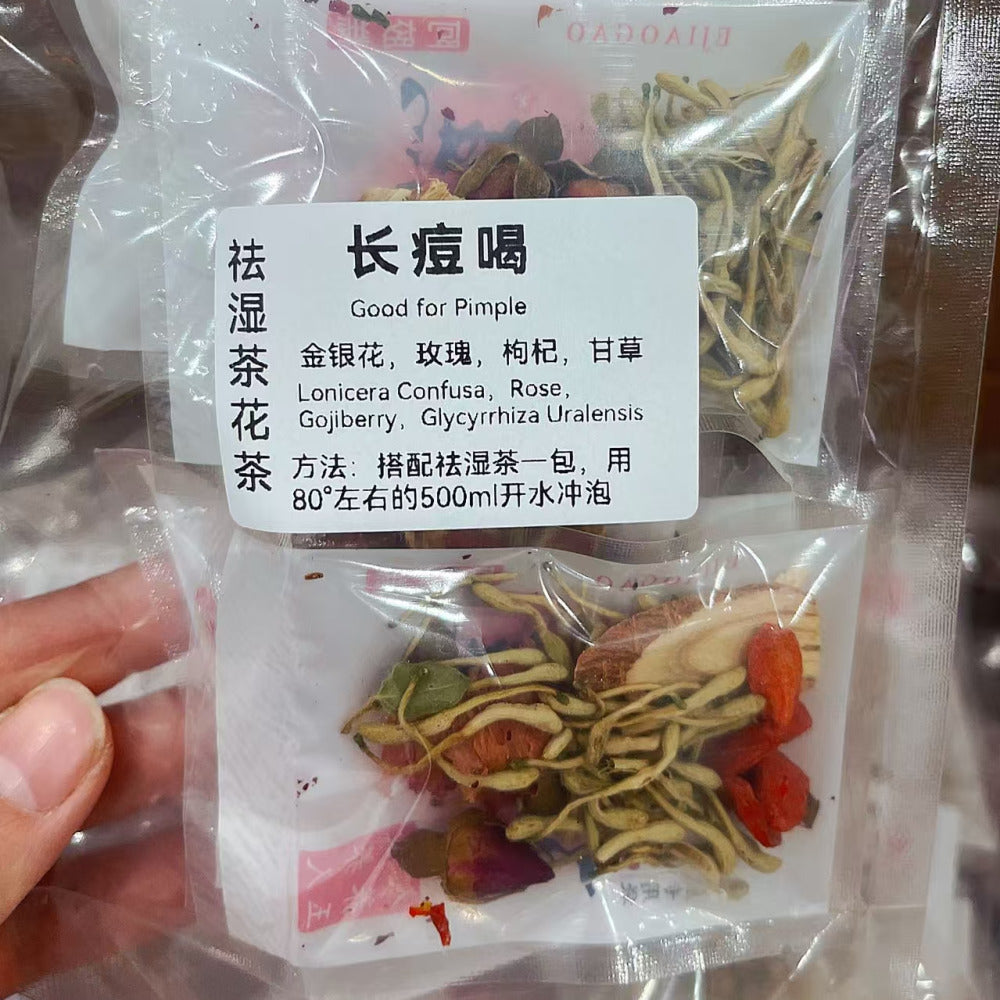 EJIAOGAO
祛湿茶花茶
长痘喝
Good for Pimple
金银花，玫瑰，枸杞，甘草
Lonicera Confusa，Rose，
Gojiberry，Glycyrrhiza Uralensis
方法：搭配祛湿茶一包，用
80°左右的500ml开水冲泡
EJIAOGAO